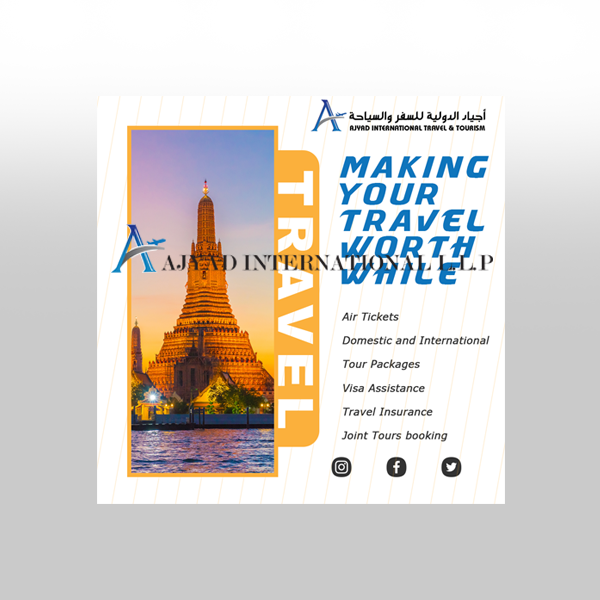 أجياد الدولية للسفر والسياحة
AJYAD INTERNATIONAL TRAVEL & TOURISM
TRAVEL
MAKING
YOUR
TRAVEL
WORTH
WHILE
AJYAD INTERNATIONAL L.L.P
Air Tickets
Domestic and International
Tour Packages
Visa Assistance
Travel Insurance
Joint Tours booking